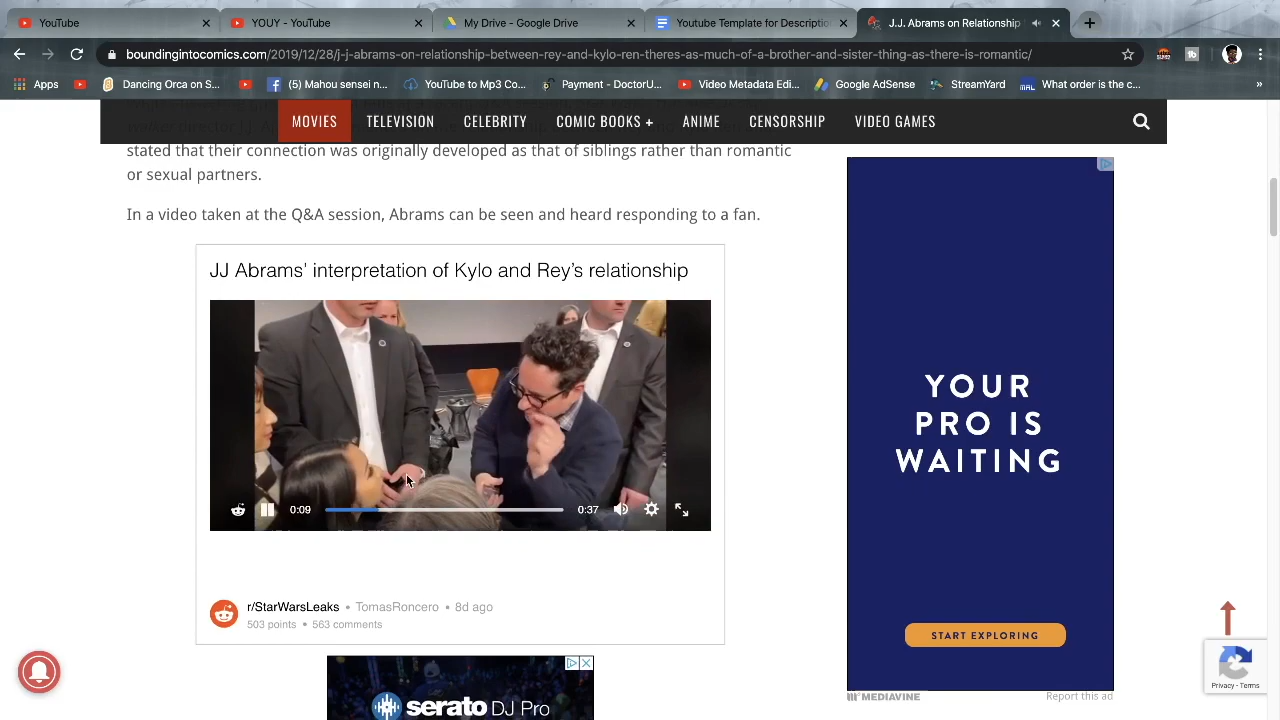 YouTube
YOUY - YouTube
My Drive - Google Drive
Youtube Template for Descriptio
J.J. Abrams on Relationship
boundingintocomics.com/2019/12/28/j-j-abrams-on-relationship-between-rey-and-kylo-ren-theres-as-much-of-a-brother-and-sister-thing-as-there-is-romantic/
Apps
Dancing Orca on S...
(5) Mahou sensei n...
YouTube to Mp3 Co...
Payment - DoctorU...
Video Metadata Edi...
Google AdSense
StreamYard
MAL What order is the c...
»
MOVIES TELEVISION CELEBRITY COMIC BOOKS + ANIME CENSORSHIP VIDEO GAMES
stated that their connection was originally developed as that of siblings rather than romantic
or sexual partners.
In a video taken at the Q&A session, Abrams can be seen and heard responding to a fan.
JJ Abrams' interpretation of Kylo and Rey's relationship
0:09 0:37
r/StarWarsLeaks • TomasRoncero • 8d ago
503 points • 563 comments
serato DJ Pro
YOUR
PRO IS
WAITING
START EXPLORING
MEDIAVINE
Report this ad
Privacy - Terms